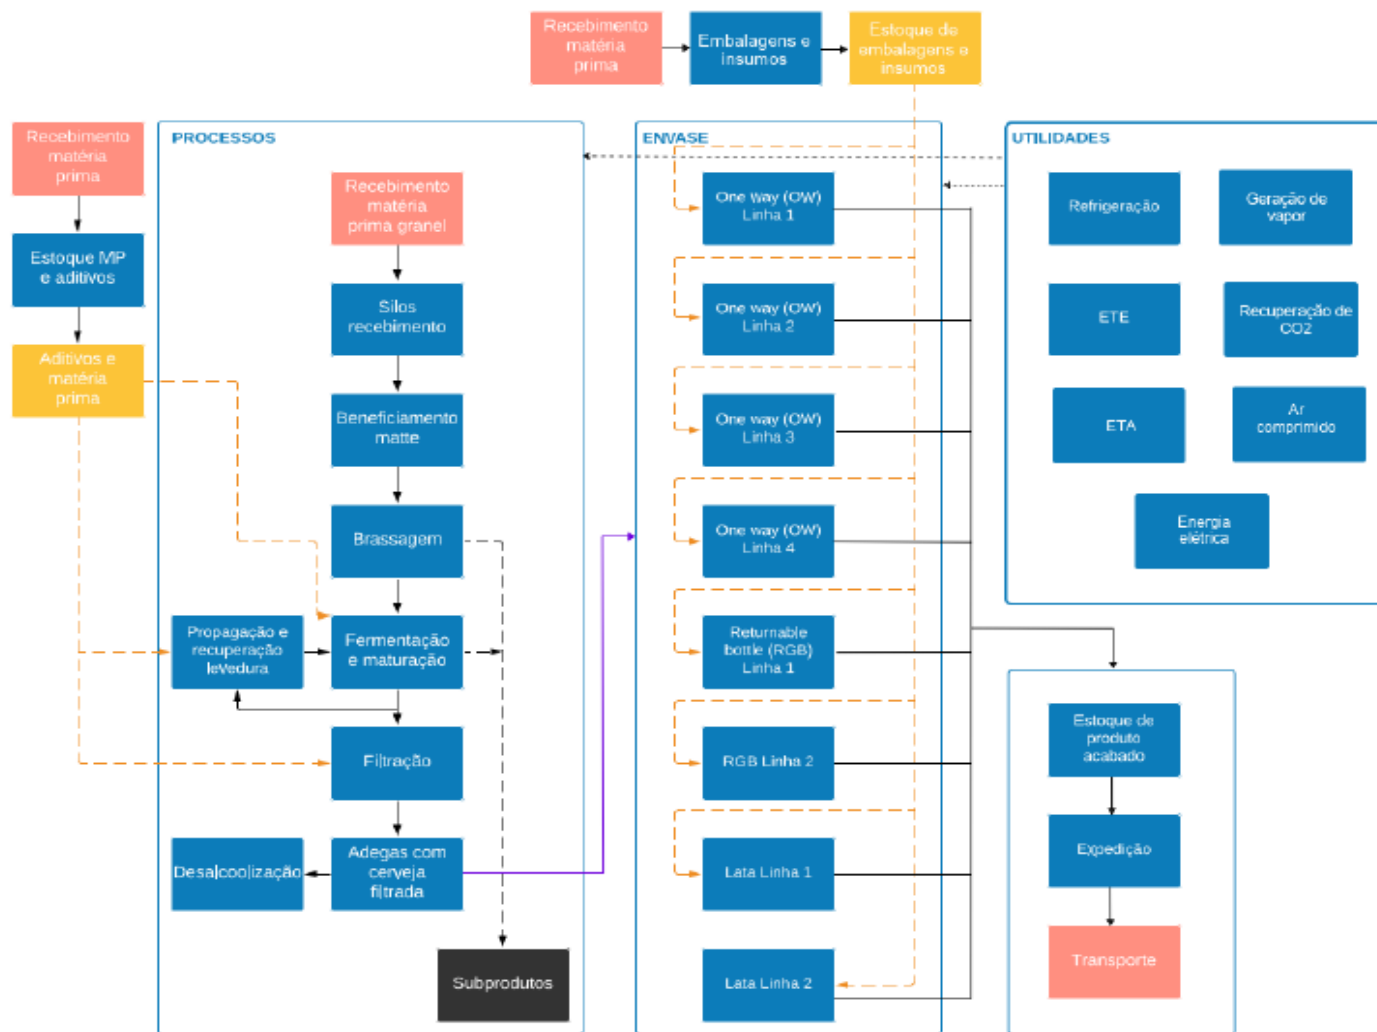 Recebimento
matéria
prima
Embalagens e
insumos
Estoque de
embalagens e
insumos
Recebimento
matéria
prima
Estoque MP
e aditivos
Aditivos e
matéria
prima
PROCESSOS
Recebimento
matéria
prima granel
Silos
recebimento
Beneficiamento
matte
Brassagem
Propagação e
recuperação
leVedura
Fermentação
e maturação
Filtração
Desalcoolização
Adegas com
cerveja
filtrada
Subprodutos
ENVASE
One way (OW)
Linha 1
One way (OW)
Linha 2
One way (OW)
Linha 3
One way (OW)
Linha 4
Returnable
bottle (RGB)
Linha 1
RGB Linha 2
Lata Linha 1
Lata Linha 2
UTILIDADES
Refrigeração
Geração de
vapor
ETE
Recuperação de
CO2
ETA
Ar
comprimido
Energia
elétrica
Estoque de
produto
acabado
Expedição
Transporte